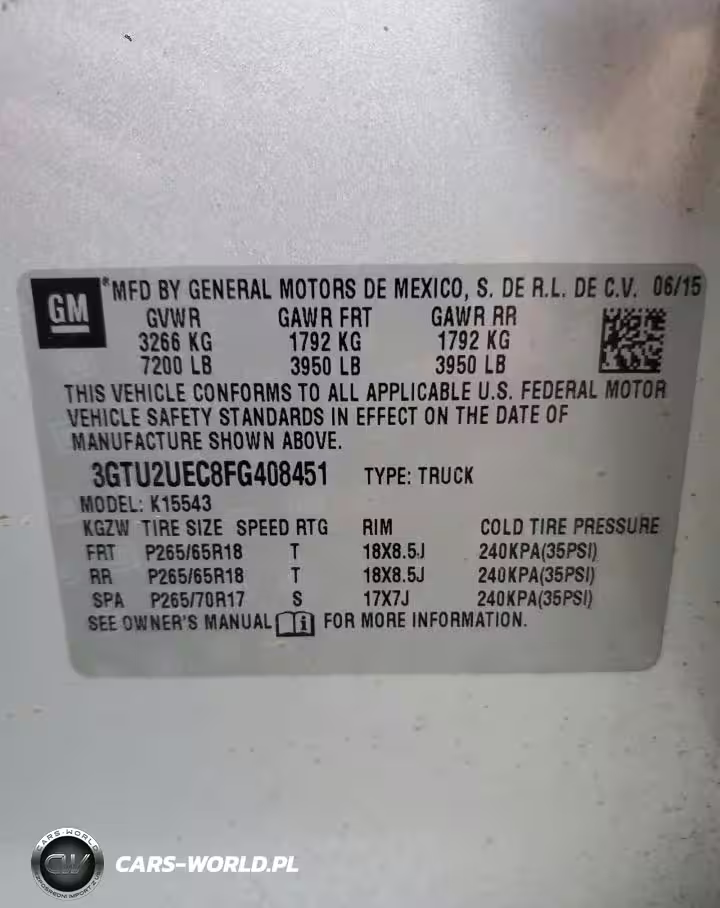 GM
*MFD BY GENERAL MOTORS DE MEXICO, S. DE R.L. DE C.V. 06/15
GVWR GAWR FRT GAWR RR
3266 KG 1792 KG 1792 KG
7200 LB 3950 LB 3950 LB
THIS VEHICLE CONFORMS TO ALL APPLICABLE U.S. FEDERAL MOTOR
VEHICLE SAFETY STANDARDS IN EFFECT ON THE DATE OF
MANUFACTURE SHOWN ABOVE.
3GTU2UEC8FG408451 TYPE: TRUCK
MODEL: K15543
KGZW TIRE SIZE SPEED RTG RIM COLD TIRE PRESSURE
FRT P265/65R18 T 18X8.5J 240KPA(35PSI)
RR P265/65R18 T 18X8.5J 240KPA(35PSI)
SPA P265/70R17 S 17X7J 240KPA(35PSI)
SEE OWNER'S MANUAL i FOR MORE INFORMATION.
CARS-WORLD
CW
CARS-WORLD.PL